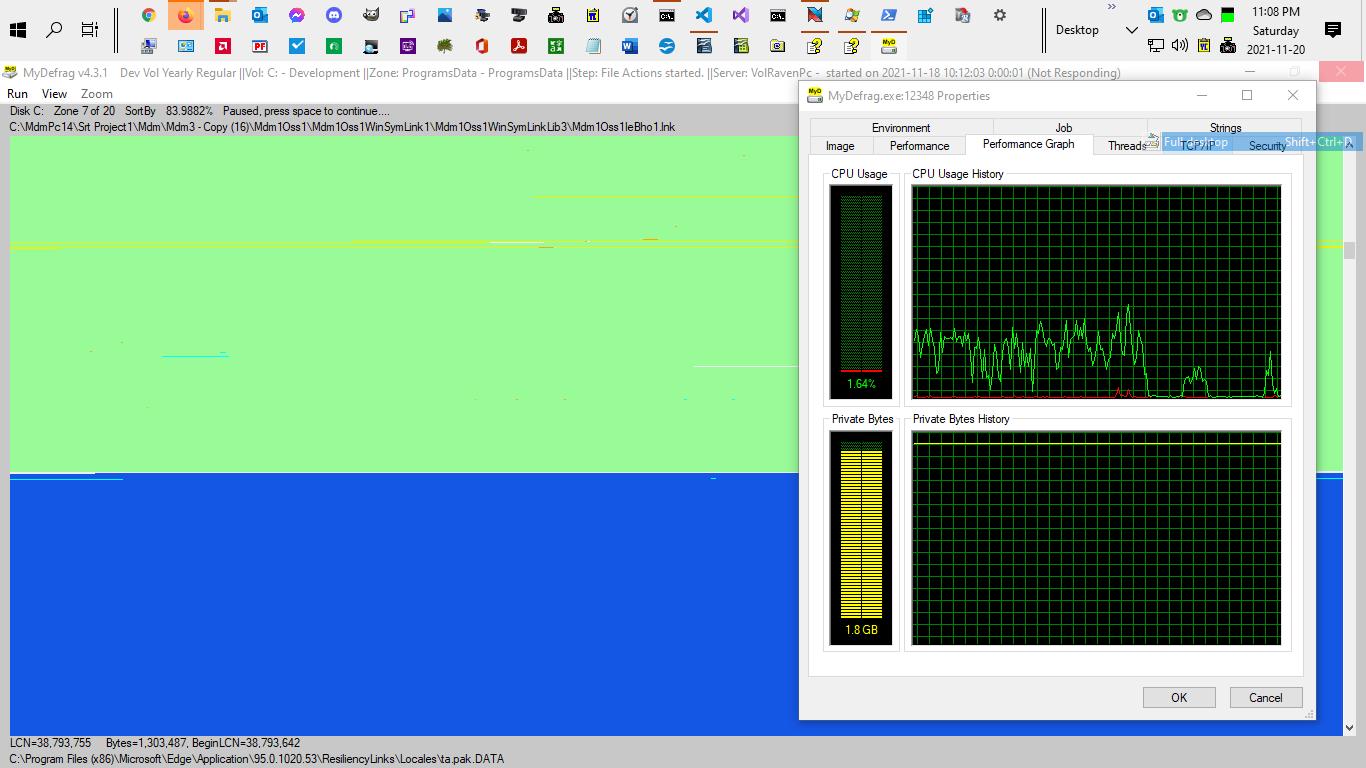 11:08 PM
Saturday
2021-11-20
Desktop
MyDefrag v4.3.1 Dev Vol Yearly Regular ||Vol: C: - Development ||Zone: ProgramsData - ProgramsData ||Step: File Actions started. ||Server: VolRavenPc - started on 2021-11-18 10:12:03 0:00:01 (Not Responding)
Run View Zoom
Disk C: Zone 7 of 20 SortBy 83.9882% Paused, press space to continue....
C:\MdmPc14\Srt Project1\Mdm\Mdm3 - Copy (16)\Mdm1Oss1\Mdm1Oss1WinSymLink1\Mdm1Oss1WinSymLinkLib3\Mdm1Oss1IeBho1.lnk
MyDefrag.exe:12348 Properties
Environment Job Strings
Image Performance Performance Graph Threads TCP/IP Security
Full desktop Shift+Ctrl+D
CPU Usage CPU Usage History
1.64%
Private Bytes Private Bytes History
1.8 GB
OK Cancel
LCN=38,793,755 Bytes=1,303,487, BeginLCN=38,793,642
C:\Program Files (x86)\Microsoft\Edge\Application\95.0.1020.53\ResiliencyLinks\Locales\ta.pak.DATA